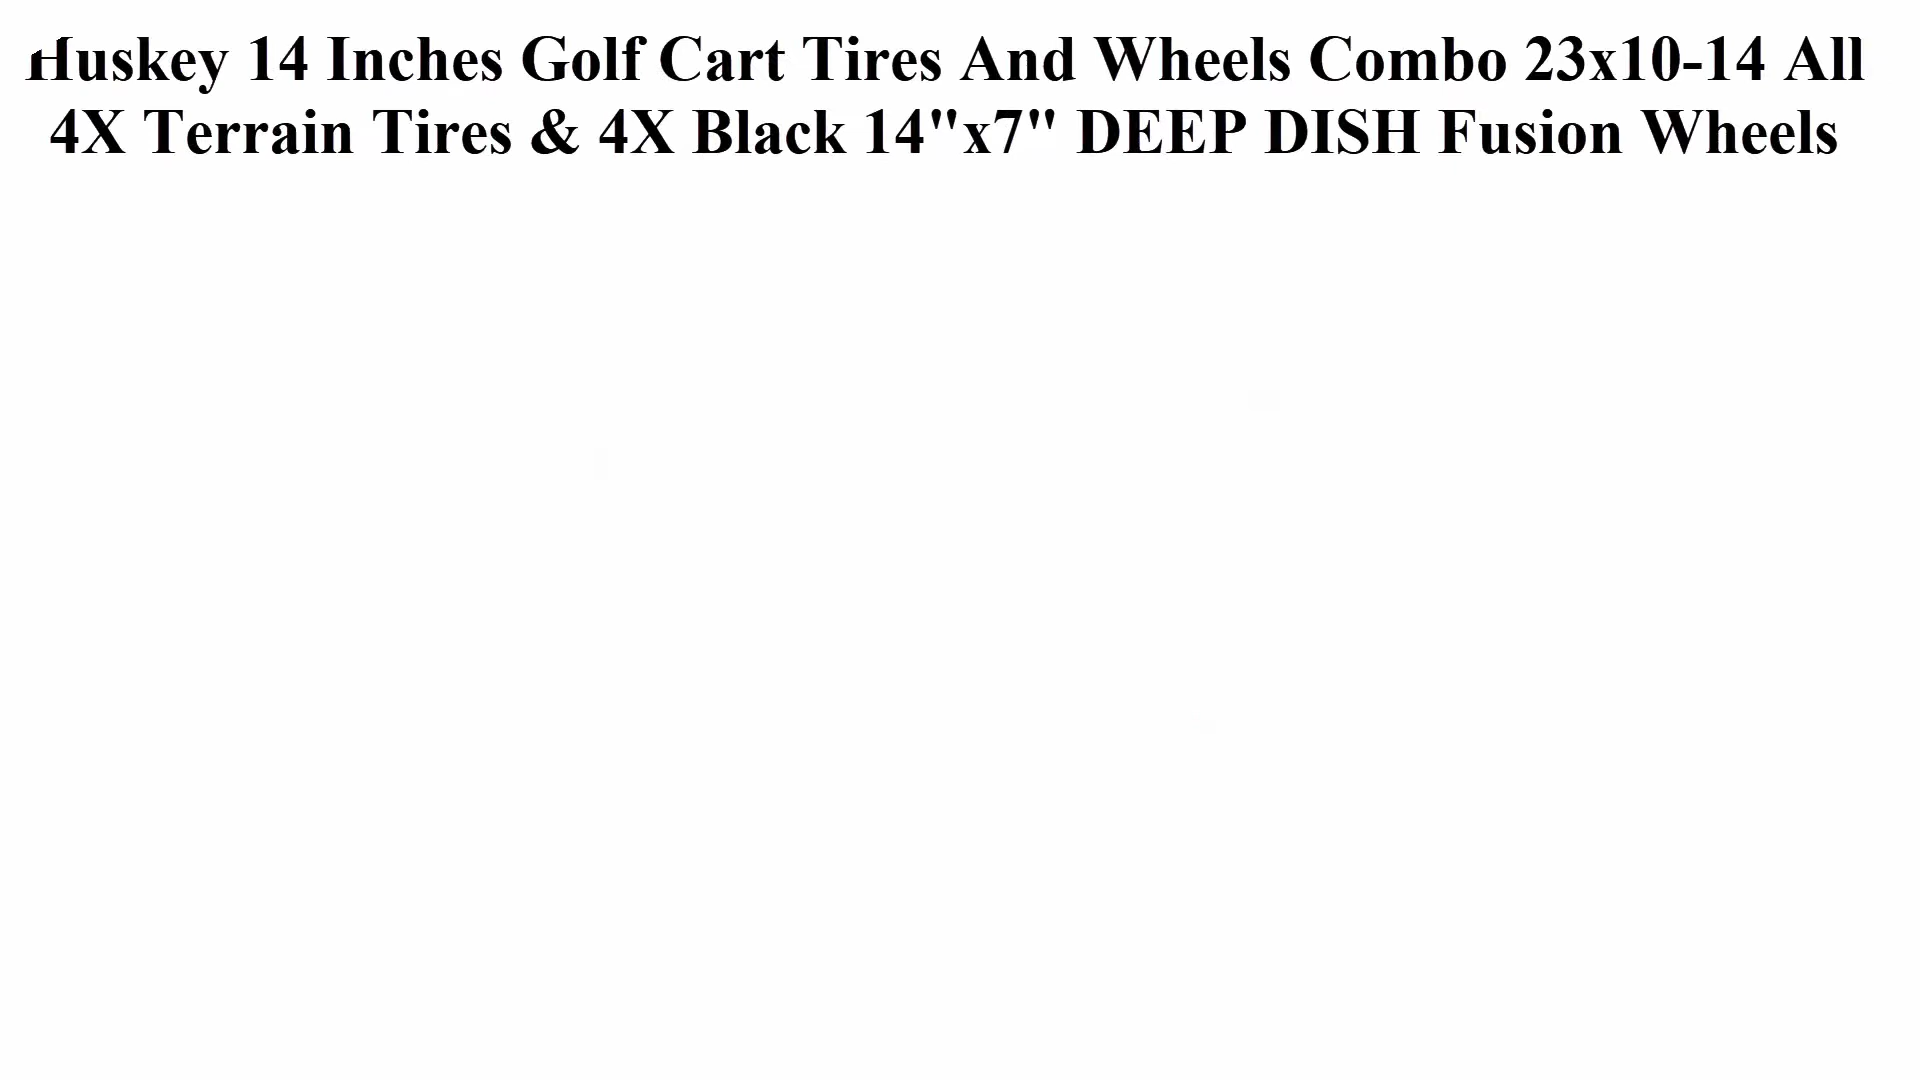 Huskey 14 Inches Golf Cart Tires And Wheels Combo 23x10-14 All
4X Terrain Tires & 4X Black 14"x7" DEEP DISH Fusion Wheels